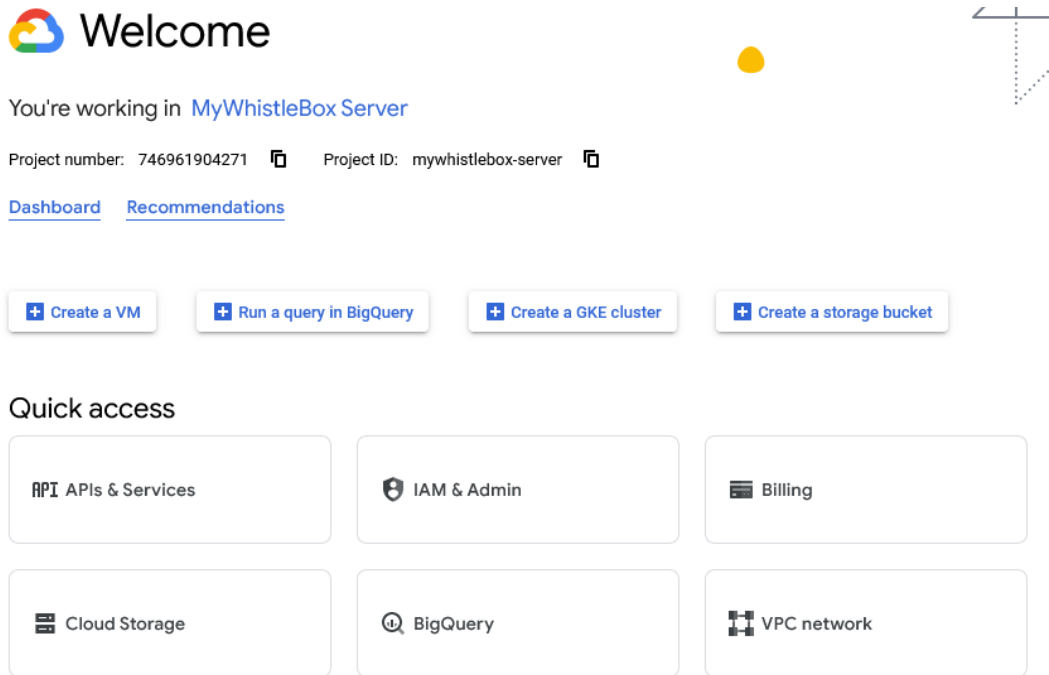 Welcome
You're working in MyWhistleBox Server
Project number: 746961904271 Project ID: mywhistlebox-server
Dashboard Recommendations
Create a VM Run a query in BigQuery Create a GKE cluster Create a storage bucket
Quick access
API APIs & Services IAM & Admin Billing
Cloud Storage BigQuery VPC network